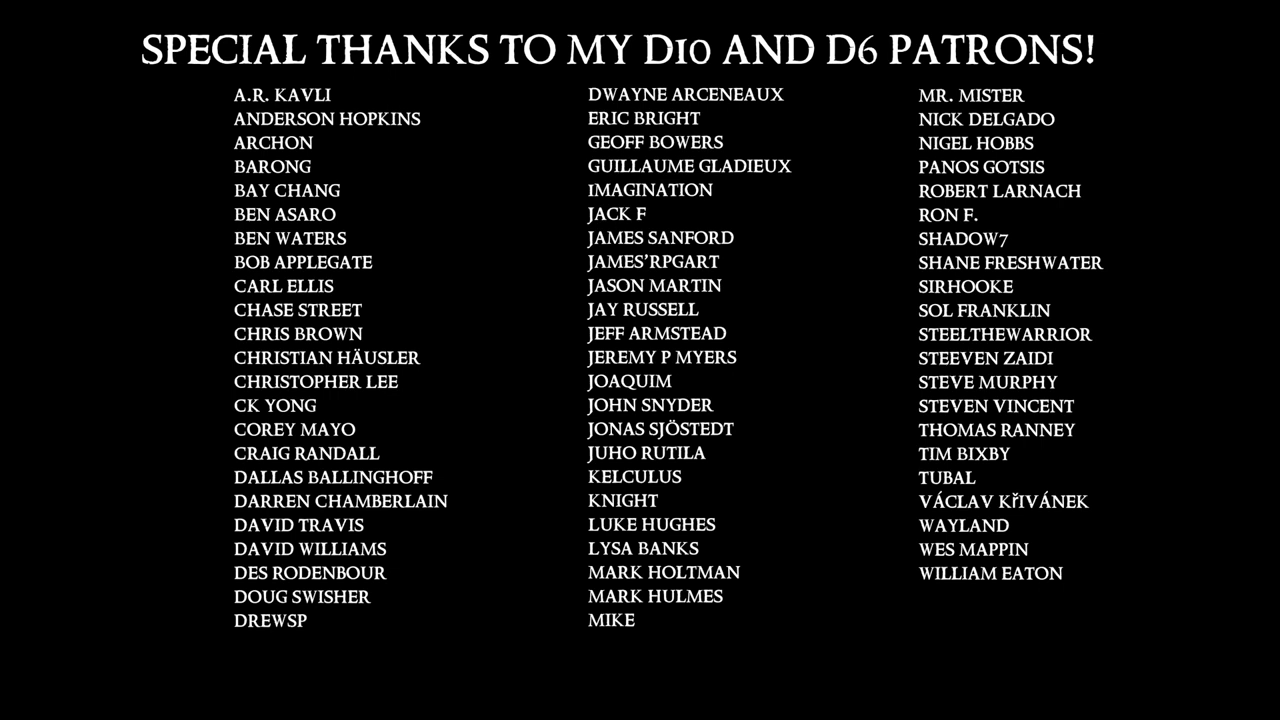 SPECIAL THANKS TO MY D10 AND D6 PATRONS!
A.R. KAVLI
ANDERSON HOPKINS
ARCHON
BARONG
BAY CHANG
BEN ASARO
BEN WATERS
BOB APPLEGATE
CARL ELLIS
CHASE STREET
CHRIS BROWN
CHRISTIAN HÄUSLER
CHRISTOPHER LEE
CK YONG
COREY MAYO
CRAIG RANDALL
DALLAS BALLINGHOFF
DARREN CHAMBERLAIN
DAVID TRAVIS
DAVID WILLIAMS
DES RODENBOUR
DOUG SWISHER
DREWSP
DWAYNE ARCENEAUX
ERIC BRIGHT
GEOFF BOWERS
GUILLAUME GLADIEUX
IMAGINATION
JACK F
JAMES SANFORD
JAMES'RPGART
JASON MARTIN
JAY RUSSELL
JEFF ARMSTEAD
JEREMY P MYERS
JOAQUIM
JOHN SNYDER
JONAS SJÖSTEDT
JUHO RUTILA
KELCULUS
KNIGHT
LUKE HUGHES
LYSA BANKS
MARK HOLTMAN
MARK HULMES
MIKE
MR. MISTER
NICK DELGADO
NIGEL HOBBS
PANOS GOTSIS
ROBERT LARNACH
RON F.
SHADOW7
SHANE FRESHWATER
SIRHOOKE
SOL FRANKLIN
STEELTHEWARRIOR
STEEVEN ZAIDI
STEVE MURPHY
STEVEN VINCENT
THOMAS RANNEY
TIM BIXBY
TUBAL
VÁCLAV KřIVÁNEK
WAYLAND
WES MAPPIN
WILLIAM EATON